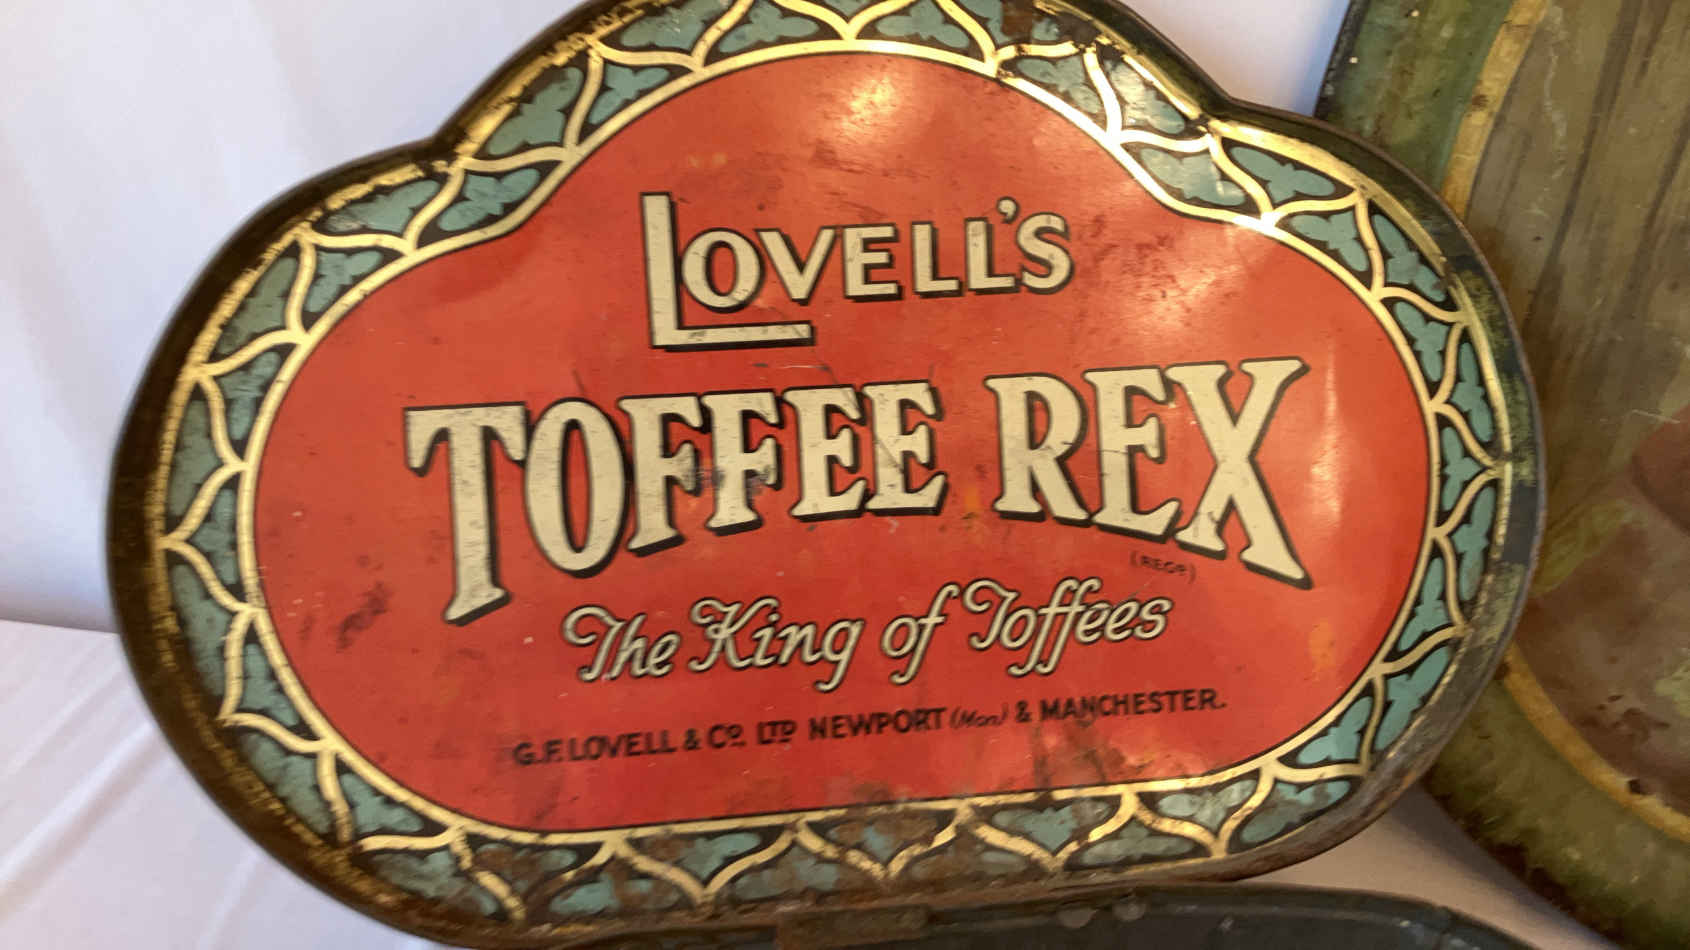 LOVELL'S
TOFFEE REX
(REGD)
The King of Toffees
G.F. LOVELL & CO. LTD NEWPORT (Mon) & MANCHESTER.